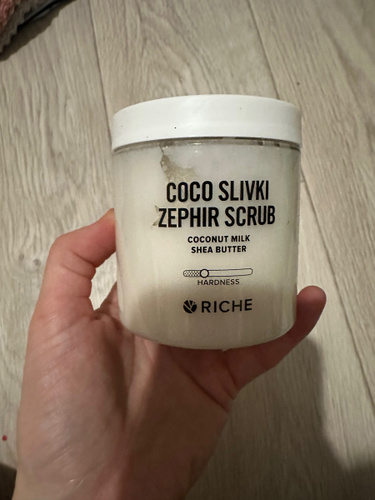 COCO SLIVKI
ZEPHIR SCRUB
COCONUT MILK
SHEA BUTTER
HARDNESS
RICHE